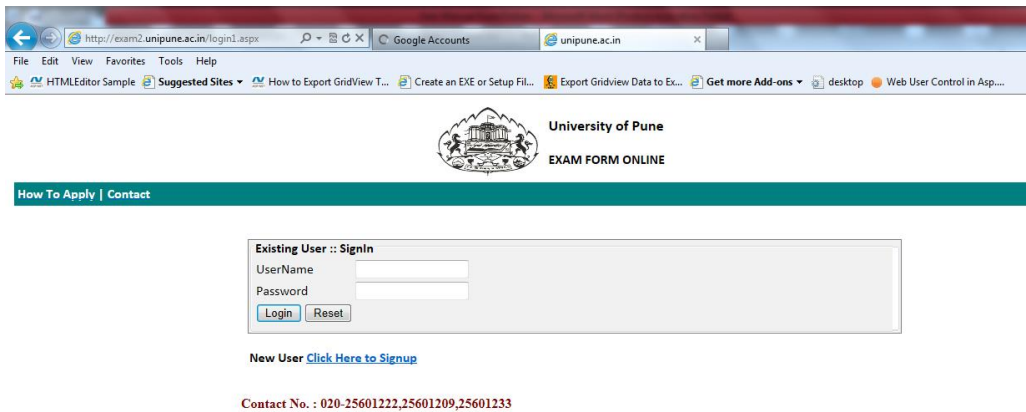 http://exam2.unipune.ac.in/login1.aspx Google Accounts unipune.ac.in
File Edit View Favorites Tools Help
HTMLEditor Sample Suggested Sites How to Export GridView T... Create an EXE or Setup Fil... Export Gridview Data to Ex... Get more Add-ons desktop Web User Control in Asp....
University of Pune
EXAM FORM ONLINE
How To Apply | Contact
Existing User :: SignIn
UserName
Password
Login Reset
New User Click Here to Signup
Contact No. : 020-25601222,25601209,25601233